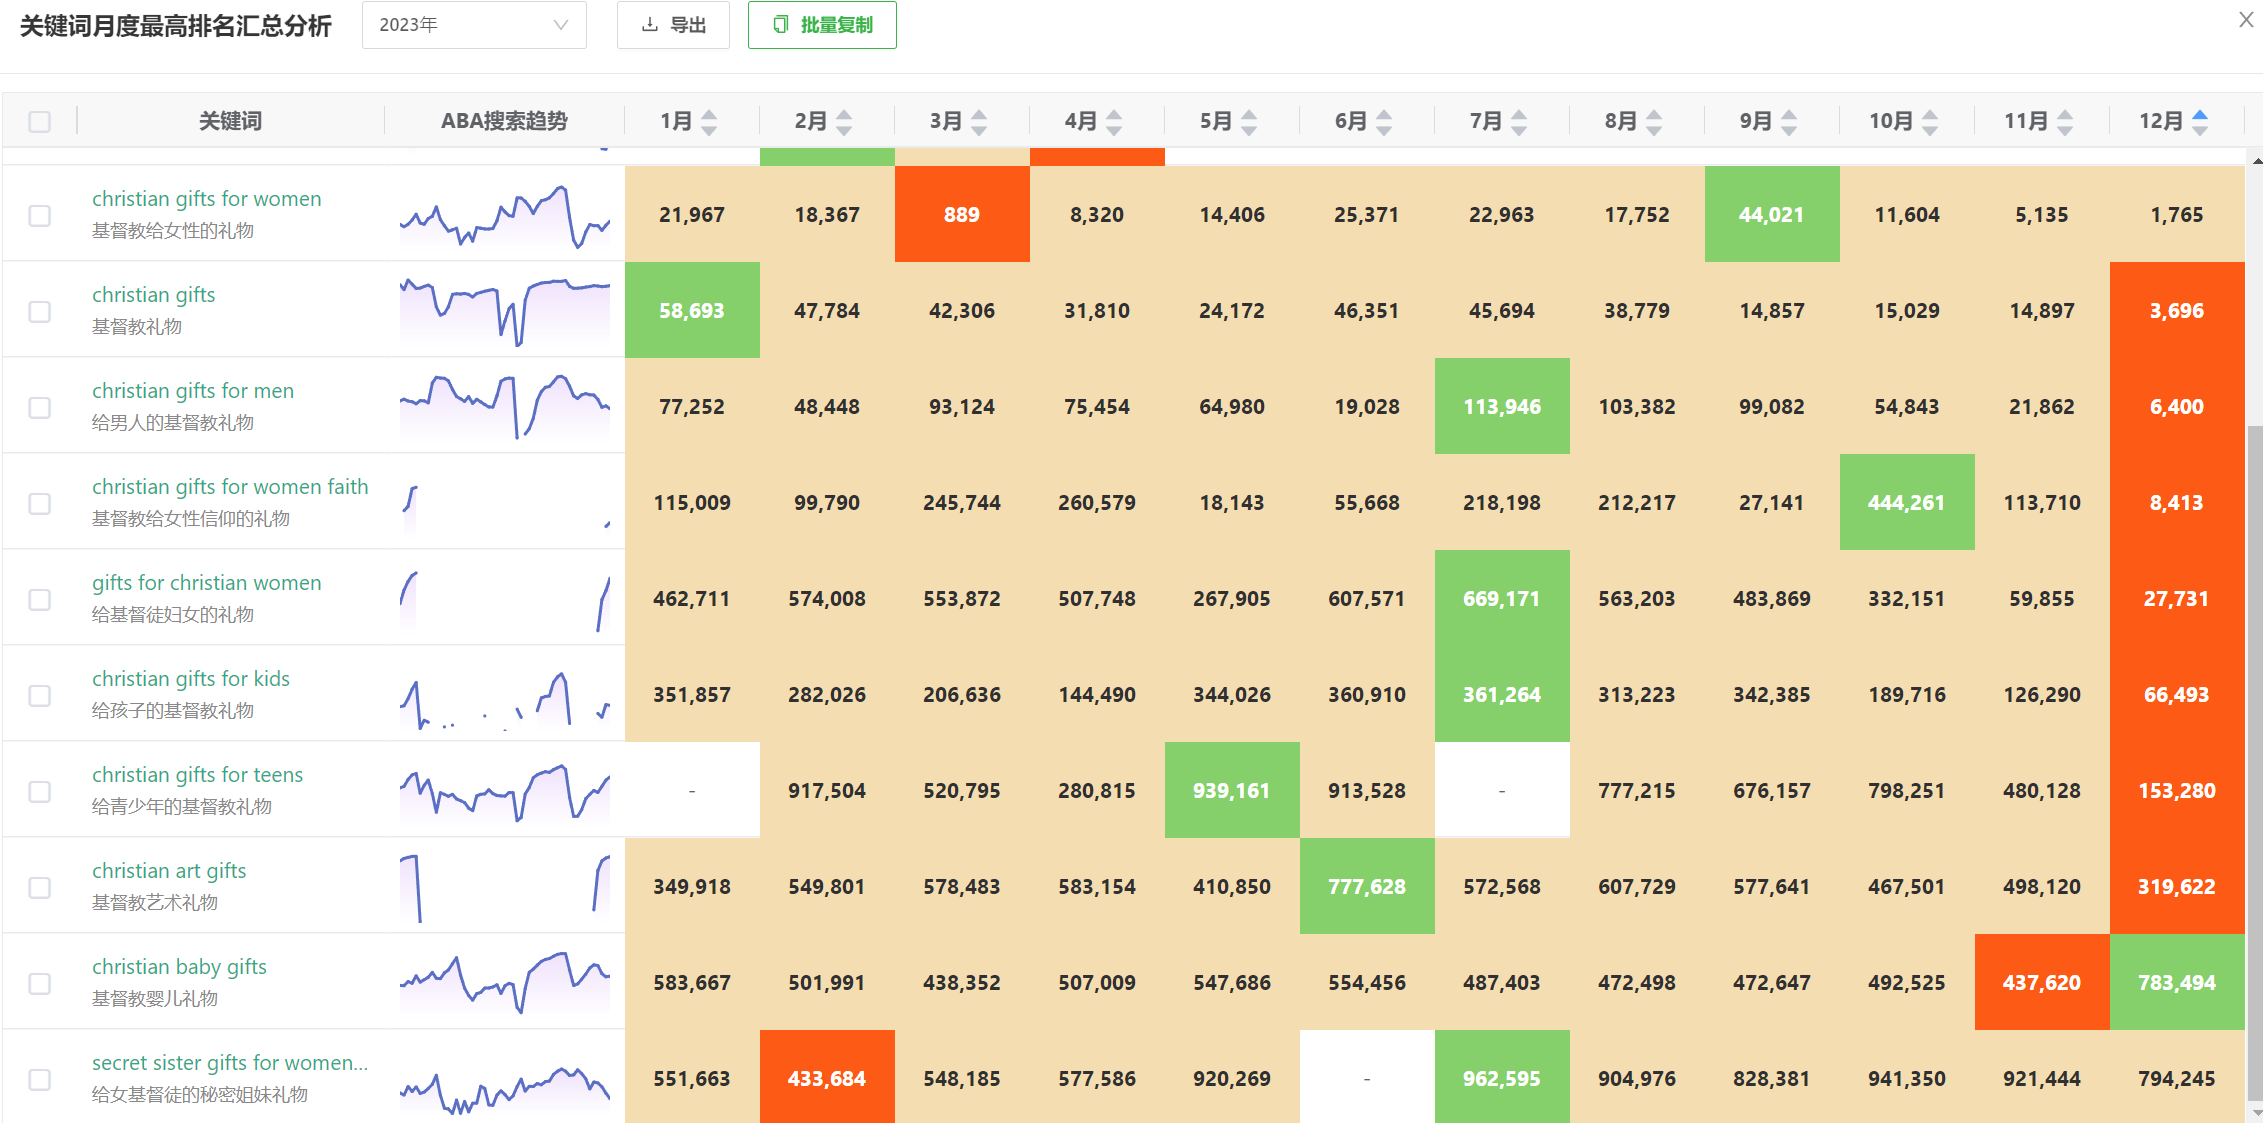 关键词月度最高排名汇总分析 2023年 导出 批量复制
关键词 ABA搜索趋势 1月 2月 3月 4月 5月 6月 7月 8月 9月 10月 11月 12月
christian gifts for women
基督教给女性的礼物
21,967 18,367 889 8,320 14,406 25,371 22,963 17,752 44,021 11,604 5,135 1,765
christian gifts
基督教礼物
58,693 47,784 42,306 31,810 24,172 46,351 45,694 38,779 14,857 15,029 14,897 3,696
christian gifts for men
给男人的基督教礼物
77,252 48,448 93,124 75,454 64,980 19,028 113,946 103,382 99,082 54,843 21,862 6,400
christian gifts for women faith
基督教给女性信仰的礼物
115,009 99,790 245,744 260,579 18,143 55,668 218,198 212,217 27,141 444,261 113,710 8,413
gifts for christian women
给基督徒妇女的礼物
462,711 574,008 553,872 507,748 267,905 607,571 669,171 563,203 483,869 332,151 59,855 27,731
christian gifts for kids
给孩子的基督教礼物
351,857 282,026 206,636 144,490 344,026 360,910 361,264 313,223 342,385 189,716 126,290 66,493
christian gifts for teens
给青少年的基督教礼物
- 917,504 520,795 280,815 939,161 913,528 - 777,215 676,157 798,251 480,128 153,280
christian art gifts
基督教艺术礼物
349,918 549,801 578,483 583,154 410,850 777,628 572,568 607,729 577,641 467,501 498,120 319,622
christian baby gifts
基督教婴儿礼物
583,667 501,991 438,352 507,009 547,686 554,456 487,403 472,498 472,647 492,525 437,620 783,494
secret sister gifts for women...
给女基督徒的秘密姐妹礼物
551,663 433,684 548,185 577,586 920,269 - 962,595 904,976 828,381 941,350 921,444 794,245